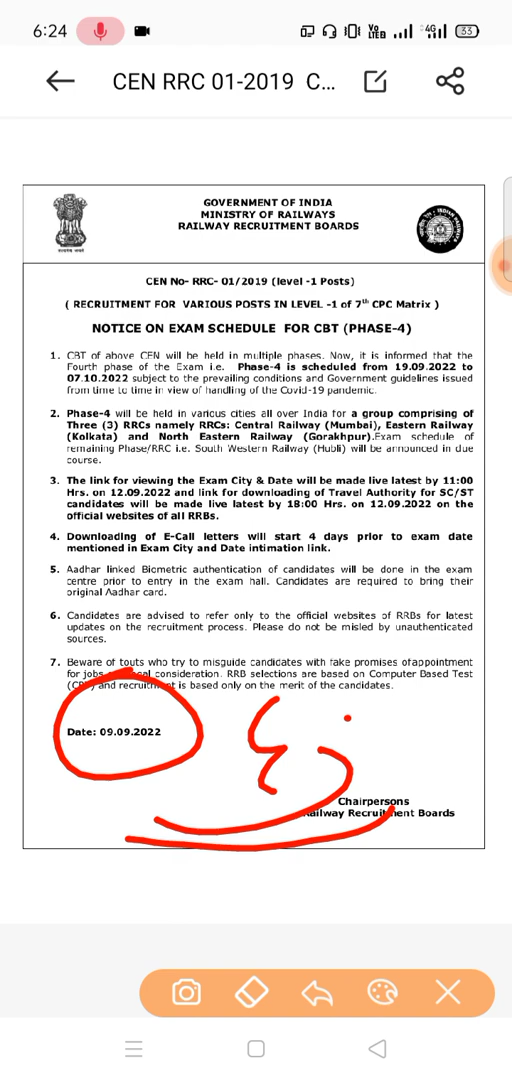 6:24
Vo
LTE
4G
33
CEN RRC 01-2019 C...
GOVERNMENT OF INDIA
MINISTRY OF RAILWAYS
RAILWAY RECRUITMENT BOARDS
CEN No- RRC- 01/2019 (level -1 Posts)
( RECRUITMENT FOR VARIOUS POSTS IN LEVEL -1 of 7th CPC Matrix )
NOTICE ON EXAM SCHEDULE FOR CBT (PHASE-4)
1. CBT of above CEN will be held in multiple phases. Now, it is informed that the
Fourth phase of the Exam i.e. Phase-4 is scheduled from 19.09.2022 to
07.10.2022 subject to the prevailing conditions and Government guidelines issued
from time to time in view of handling of the Covid-19 pandemic.
2. Phase-4 will be held in various cities all over India for a group comprising of
Three (3) RRCs namely RRCs: Central Railway (Mumbai), Eastern Railway
(Kolkata) and North Eastern Railway (Gorakhpur).Exam schedule of
remaining Phase/RRC i.e. South Western Railway (Hubli) will be announced in due
course.
3. The link for viewing the Exam City & Date will be made live latest by 11:00
Hrs. on 12.09.2022 and link for downloading of Travel Authority for SC/ST
candidates will be made live latest by 18:00 Hrs. on 12.09.2022 on the
official websites of all RRBs.
4. Downloading of E-Call letters will start 4 days prior to exam date
mentioned in Exam City and Date intimation link.
5. Aadhar linked Biometric authentication of candidates will be done in the exam
centre prior to entry in the exam hall. Candidates are required to bring their
original Aadhar card.
6. Candidates are advised to refer only to the official websites of RRBs for latest
updates on the recruitment process. Please do not be misled by unauthenticated
sources.
7. Beware of touts who try to misguide candidates with fake promises of appointment
for jobs consideration. RRB selections are based on Computer Based Test
(CBT) and recruitment is based only on the merit of the candidates.
Date: 09.09.2022
Chairpersons
Railway Recruitment Boards